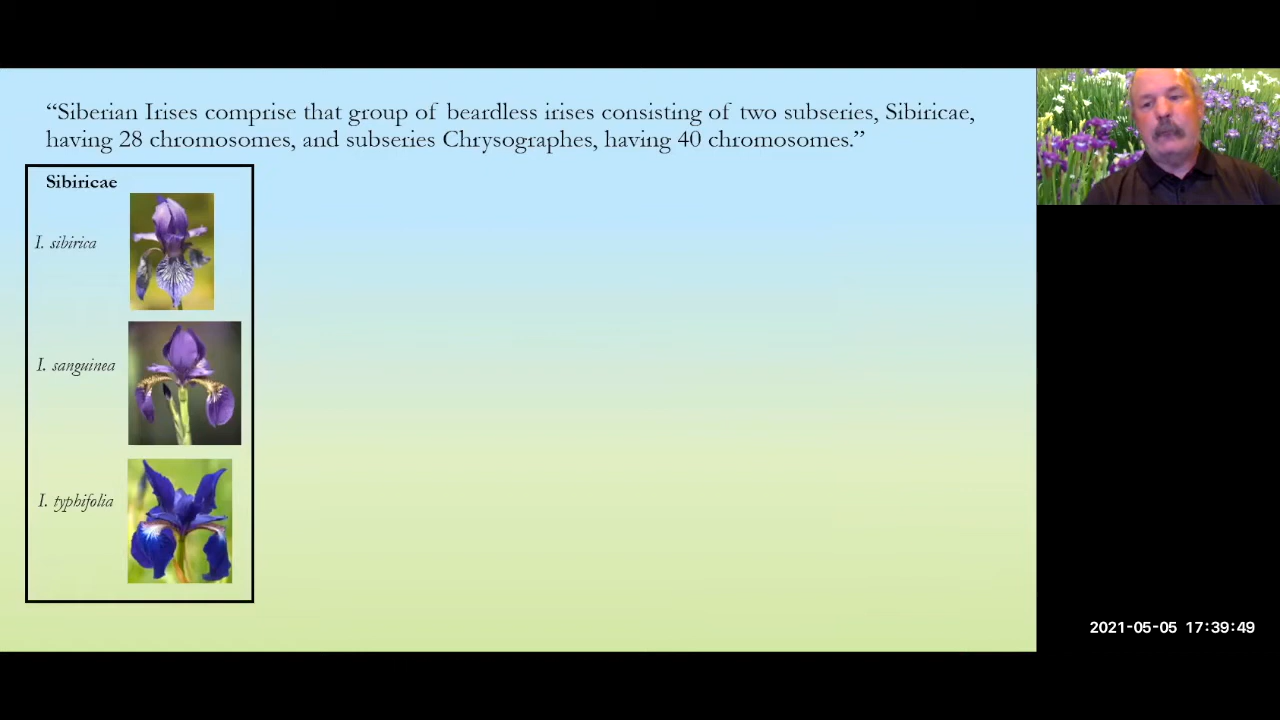 “Siberian Irises comprise that group of beardless irises consisting of two subseries, Sibiricae,
having 28 chromosomes, and subseries Chrysographes, having 40 chromosomes.”
Sibiricae
I. sibirica
I. sanguinea
I. typhifolia
2021-05-05 17:39:49